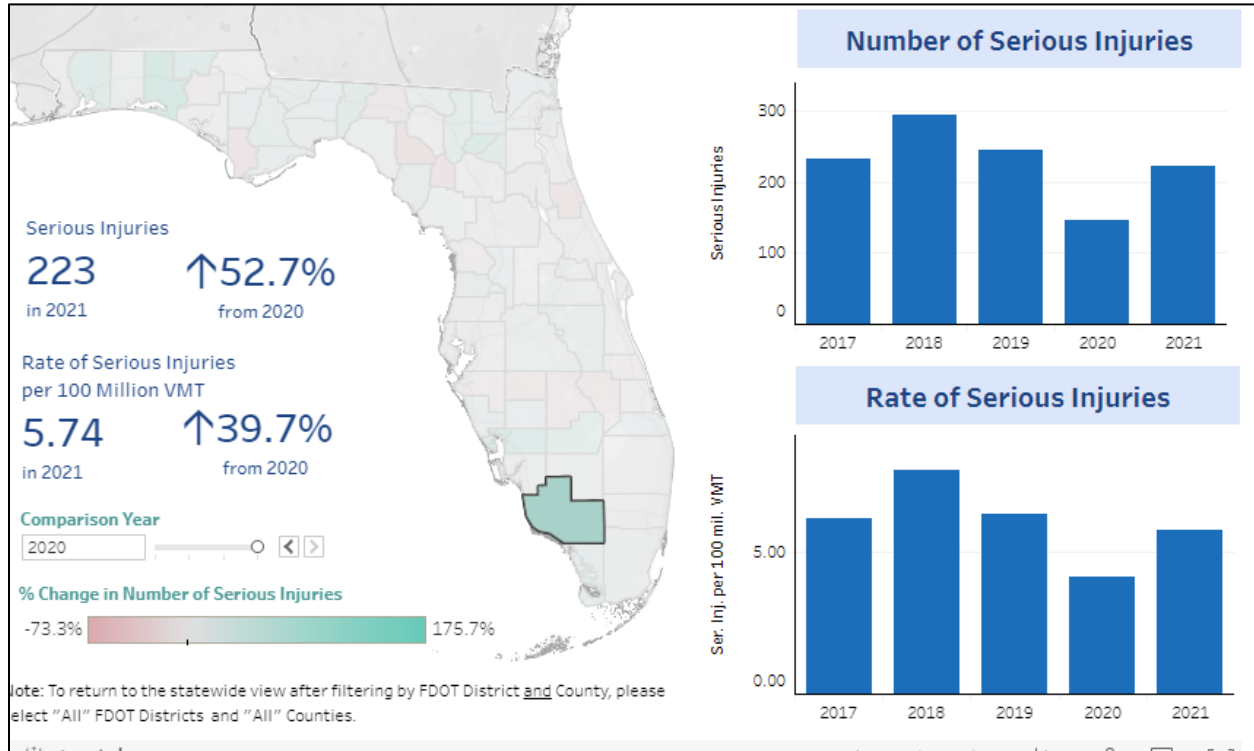 Serious Injuries
223
in 2021
↑52.7%
from 2020
Rate of Serious Injuries
per 100 Million VMT
5.74
in 2021
↑39.7%
from 2020
Comparison Year
2020
% Change in Number of Serious Injuries
-73.3%
175.7%
ote: To return to the statewide view after filtering by FDOT District and County, please
elect "All" FDOT Districts and "All" Counties.
Number of Serious Injuries
Serious Injuries
300
200
100
0
2017 2018 2019 2020 2021
Rate of Serious Injuries
Ser. Inj. per 100 mil. VMT
5.00
0.00
2017 2018 2019 2020 2021